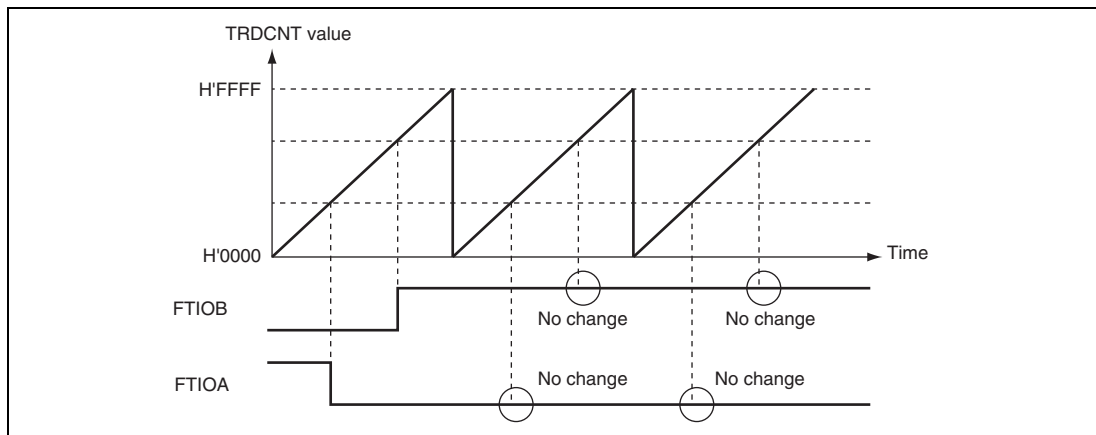 TRDCNT value
H'FFFF
H'0000
Time
FTIOB
No change
No change
FTIOA
No change
No change